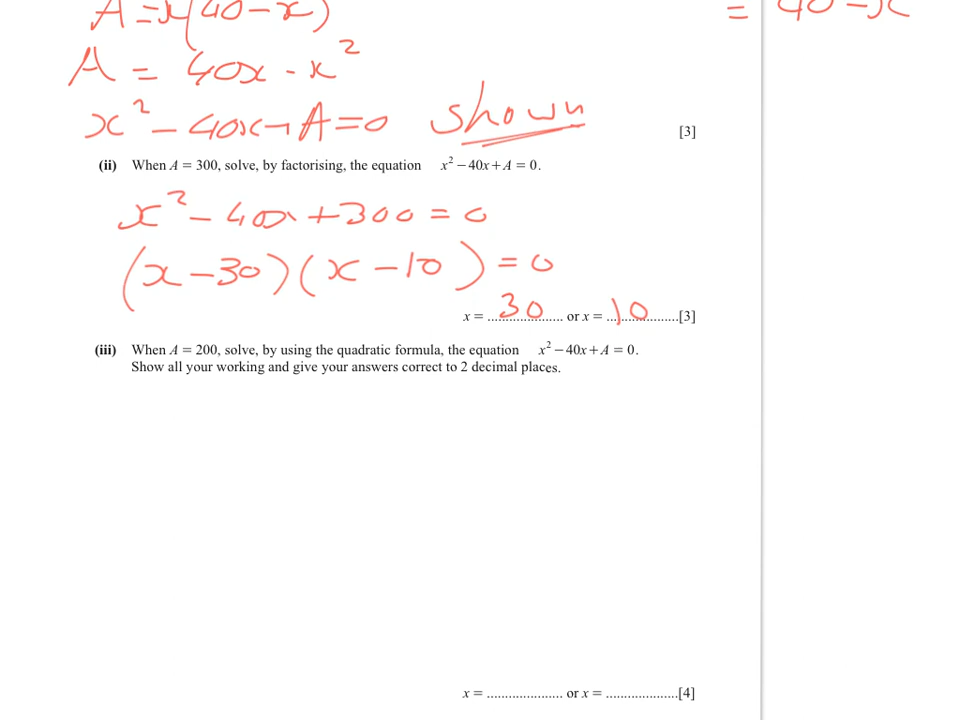 A = x(40 - x)
= 40 - x
A = 40x - x²
x² - 40x + A = 0 shown
[3]
(ii) When A = 300, solve, by factorising, the equation x² – 40x + A = 0.
x² - 40x + 300 = 0
(x - 30)(x - 10) = 0
x = ...30... or x = ...10...[3]
(iii) When A = 200, solve, by using the quadratic formula, the equation x² – 40x + A = 0.
Show all your working and give your answers correct to 2 decimal places.
x = ..................... or x = ....................[4]